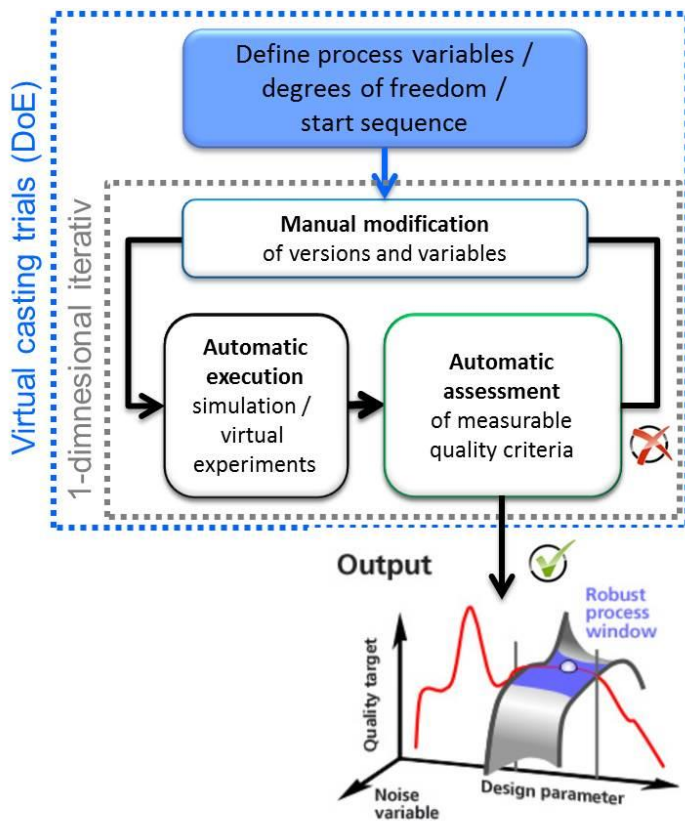 Virtual casting trials (DoE)
1-dimnesional iterativ
Define process variables /
degrees of freedom /
start sequence
Manual modification
of versions and variables
Automatic
execution
simulation /
virtual
experiments
Automatic
assessment
of measurable
quality criteria
Output
Robust
process
window
Quality target
Noise
variable
Design parameter